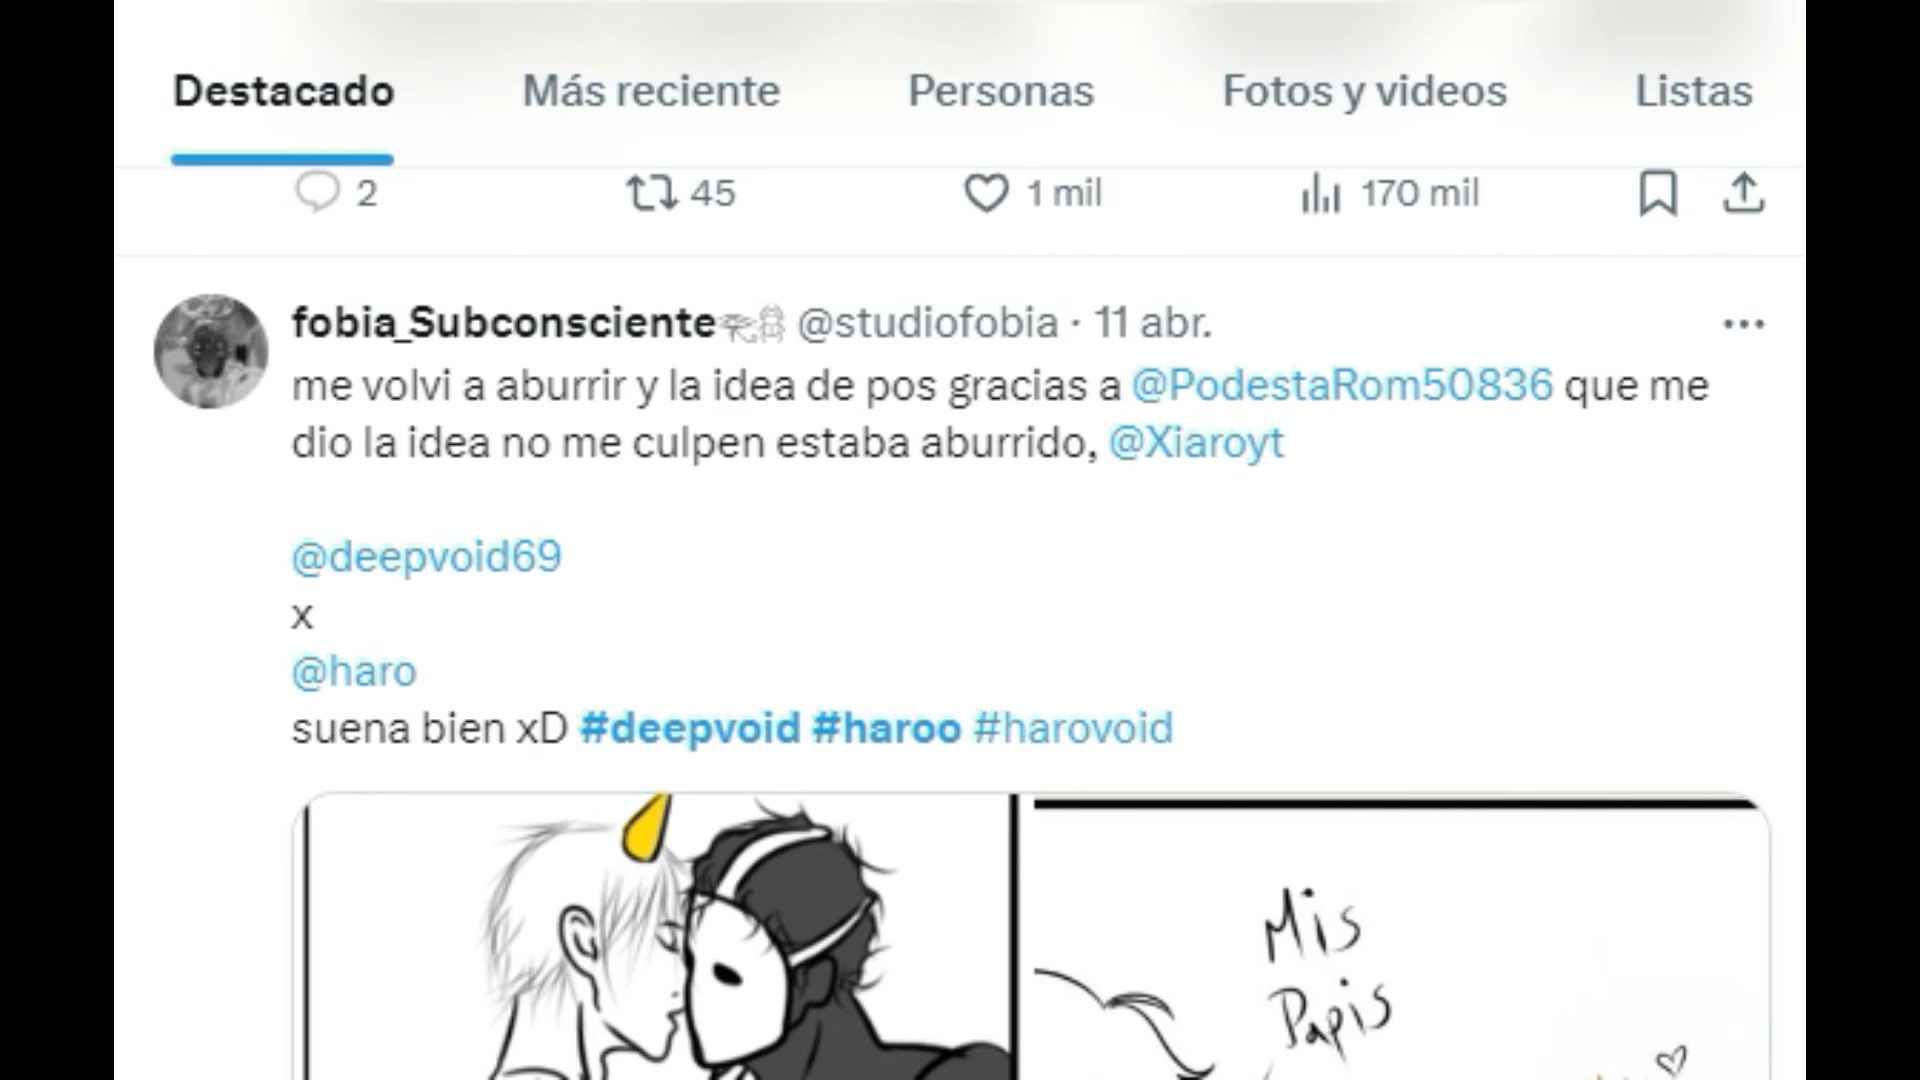 Destacado Más reciente Personas Fotos y videos Listas
2 45 1 mil 170 mil
fobia_Subconsciente @studiofobia · 11 abr.
me volvi a aburrir y la idea de pos gracias a @PodestaRom50836 que me
dio la idea no me culpen estaba aburrido, @Xiaroyt
@deepvoid69
x
@haro
suena bien xD #deepvoid #haroo #harovoid
Mis
Papis